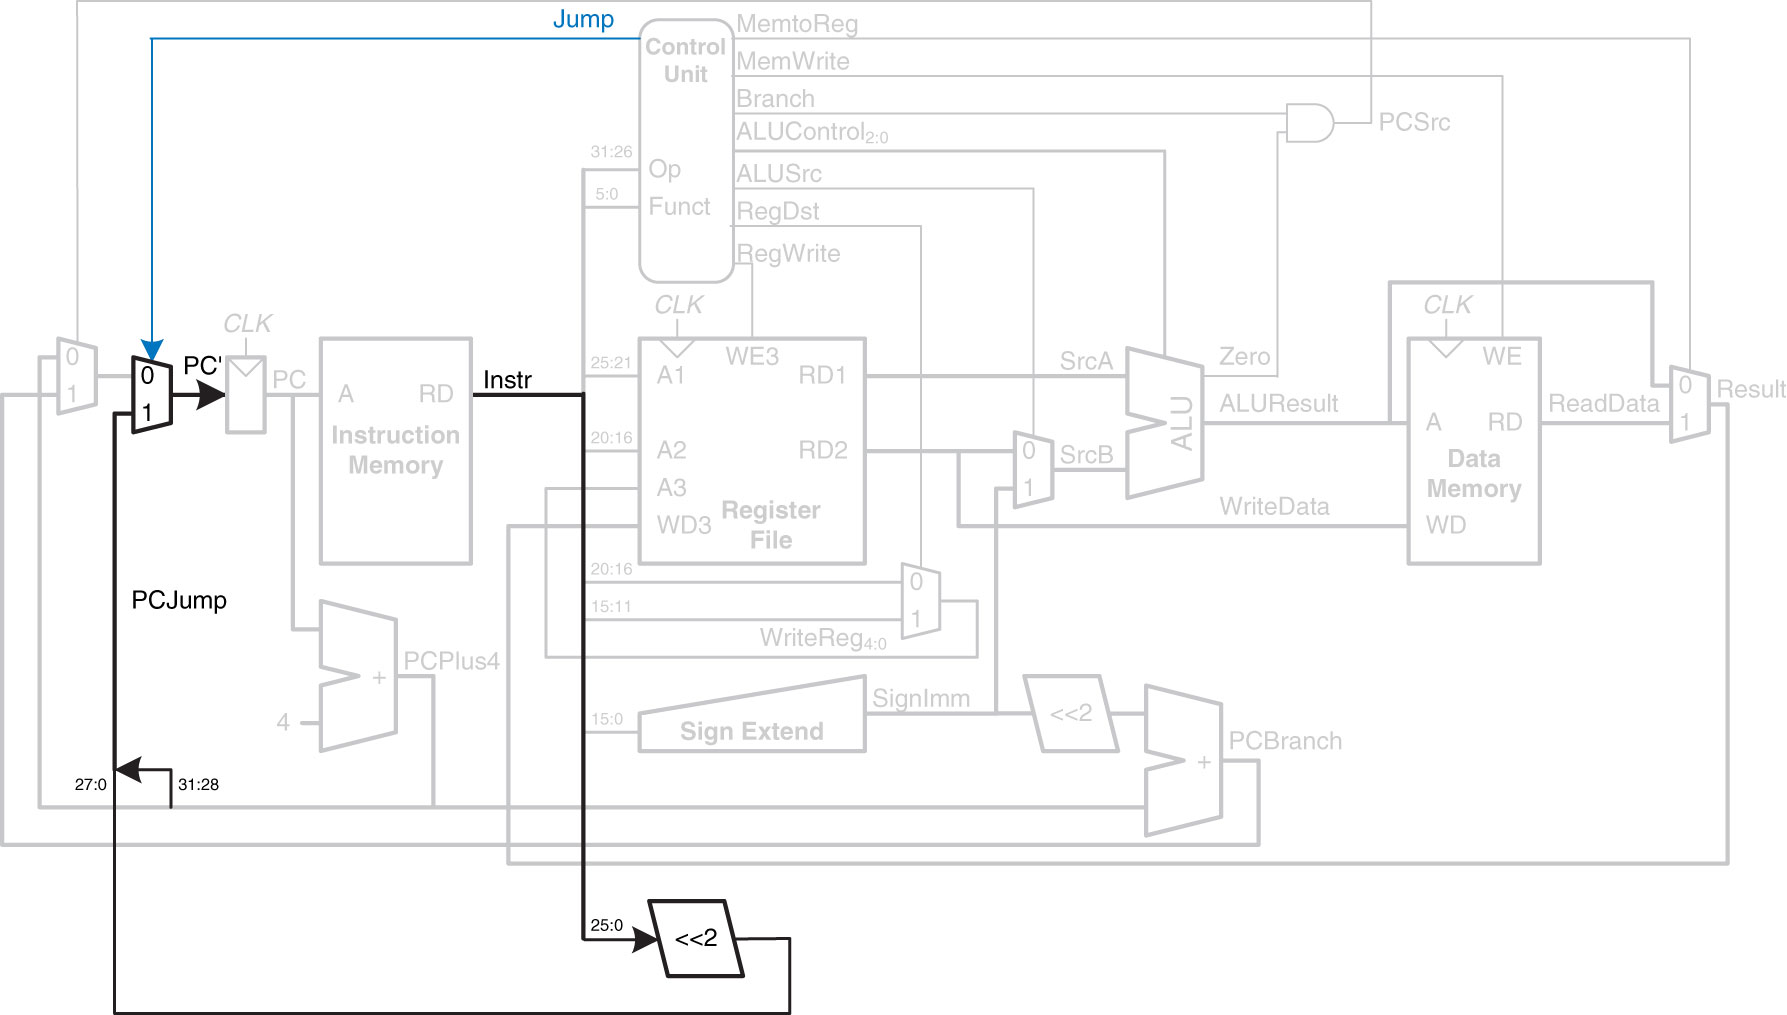 Jump
Control
Unit
MemtoReg
MemWrite
Branch
ALUControl2:0
PCSrc
31:26
Op
ALUSrc
5:0
Funct
RegDst
RegWrite
CLK
CLK
CLK
0
1
0
1
PC'
PC
A
RD
Instruction
Memory
Instr
25:21
A1
WE3
RD1
SrcA
Zero
ALU
ALUResult
WE
A
RD
ReadData
0
1
Result
20:16
A2
RD2
0
1
SrcB
A3
WD3
Register
File
Data
Memory
WriteData
WD
20:16
15:11
0
1
WriteReg4:0
PCJump
PCPlus4
+
4
15:0
Sign Extend
SignImm
<<2
PCBranch
+
27:0
31:28
25:0
<<2